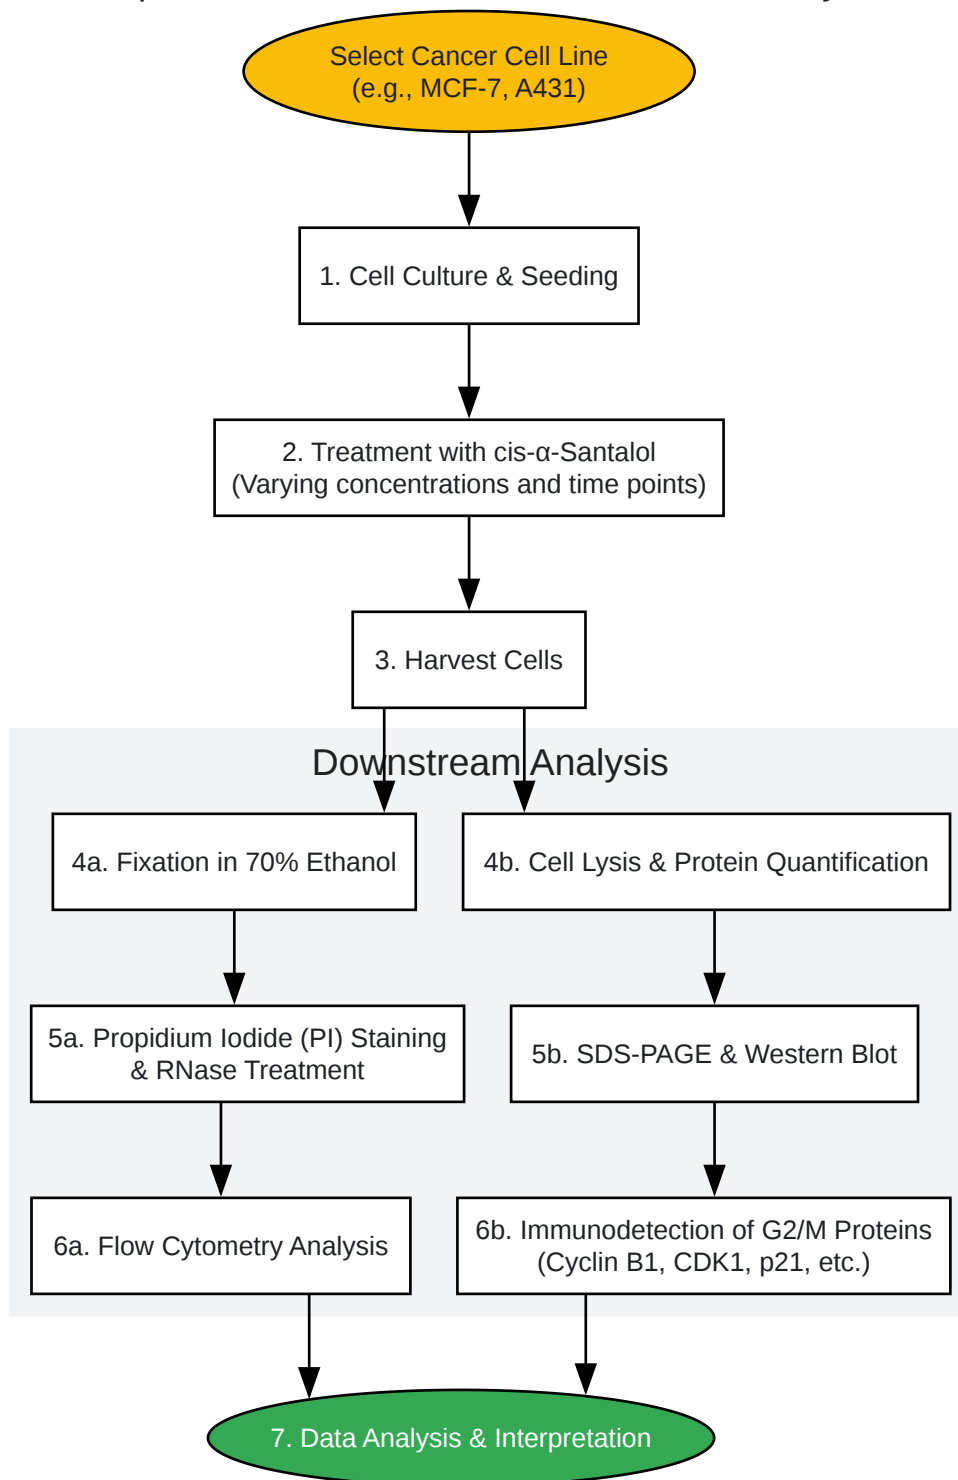 Select Cancer Cell Line
(e.g., MCF-7, A431)
1. Cell Culture & Seeding
2. Treatment with cis-α-Santalol
(Varying concentrations and time points)
3. Harvest Cells
Downstream Analysis
4a. Fixation in 70% Ethanol
4b. Cell Lysis & Protein Quantification
5a. Propidium Iodide (PI) Staining
& RNase Treatment
5b. SDS-PAGE & Western Blot
6a. Flow Cytometry Analysis
6b. Immunodetection of G2/M Proteins
(Cyclin B1, CDK1, p21, etc.)
7. Data Analysis & Interpretation